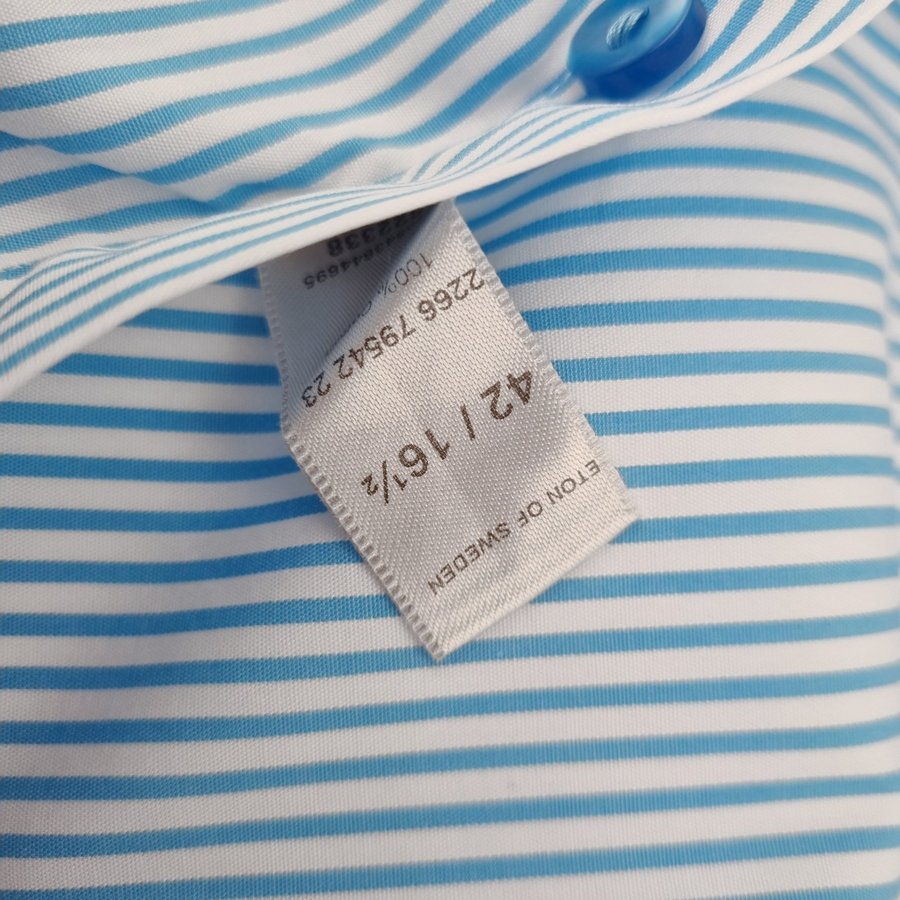 ETON OF SWEDEN
42 / 16½
2266 79542 23
100%